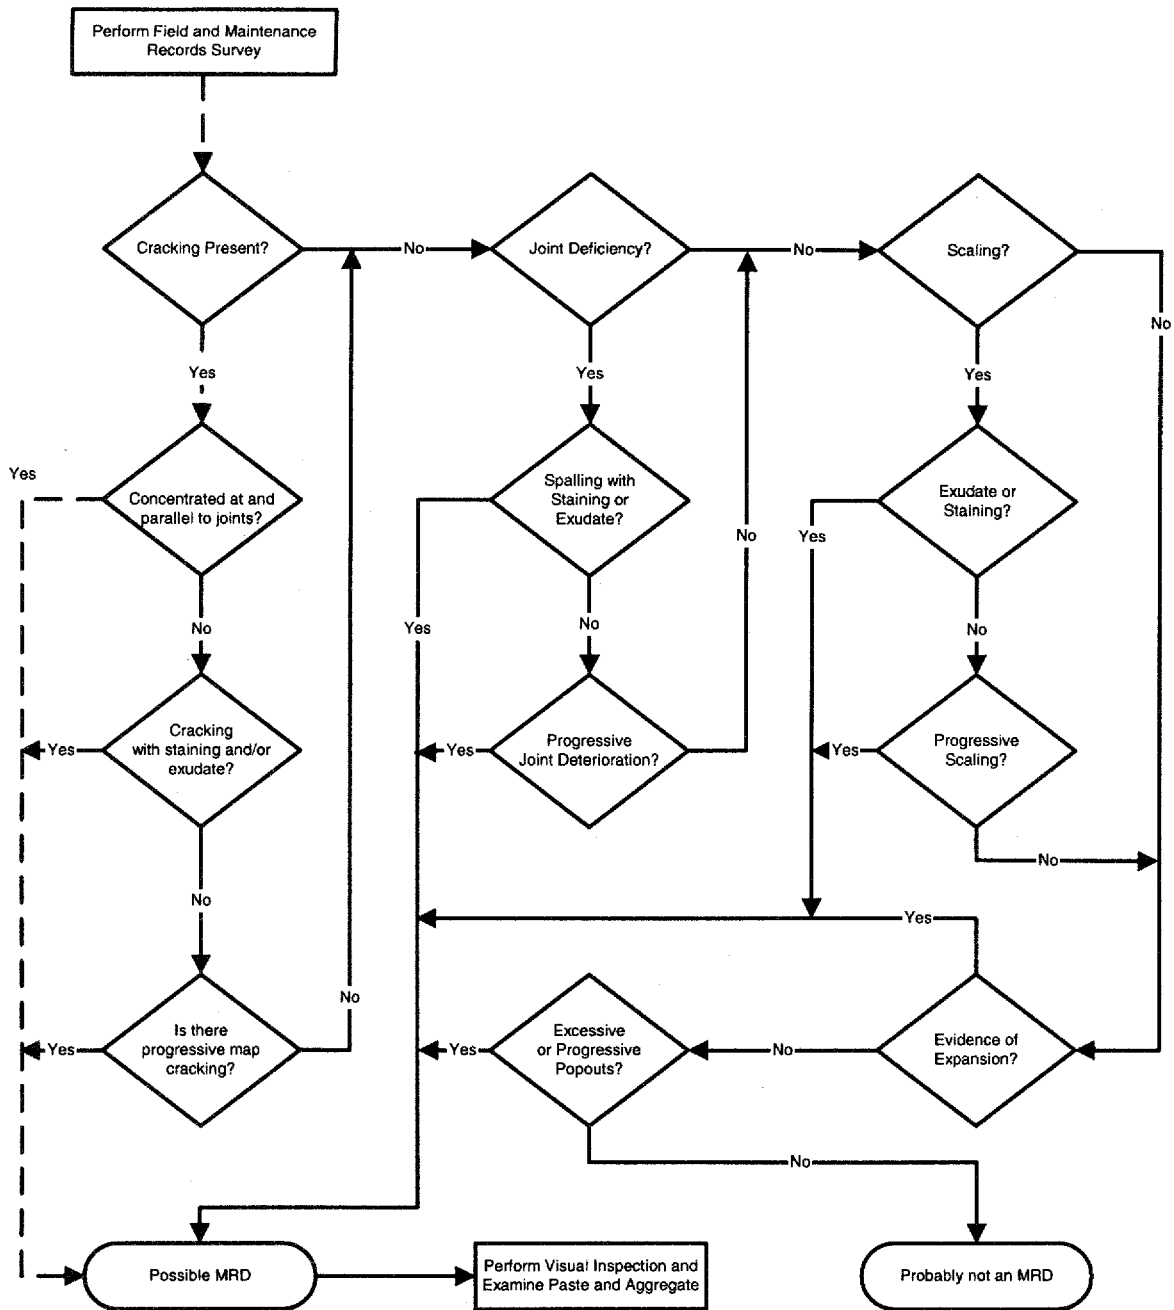 Perform Field and Maintenance
Records Survey
Cracking Present?
No
Joint Deficiency?
No
Scaling?
No
Yes
Yes
Yes
Yes
Concentrated at and
parallel to joints?
Spalling with
Staining or
Exudate?
No
Yes
Exudate or
Staining?
No
Yes
No
No
Yes
Cracking
with staining and/or
exudate?
Yes
Progressive
Joint Deterioration?
Yes
Progressive
Scaling?
No
No
Yes
No
Yes
Is there
progressive map
cracking?
Yes
Excessive
or Progressive
Popouts?
No
Evidence of
Expansion?
No
Possible MRD
Perform Visual Inspection and
Examine Paste and Aggregate
Probably not an MRD